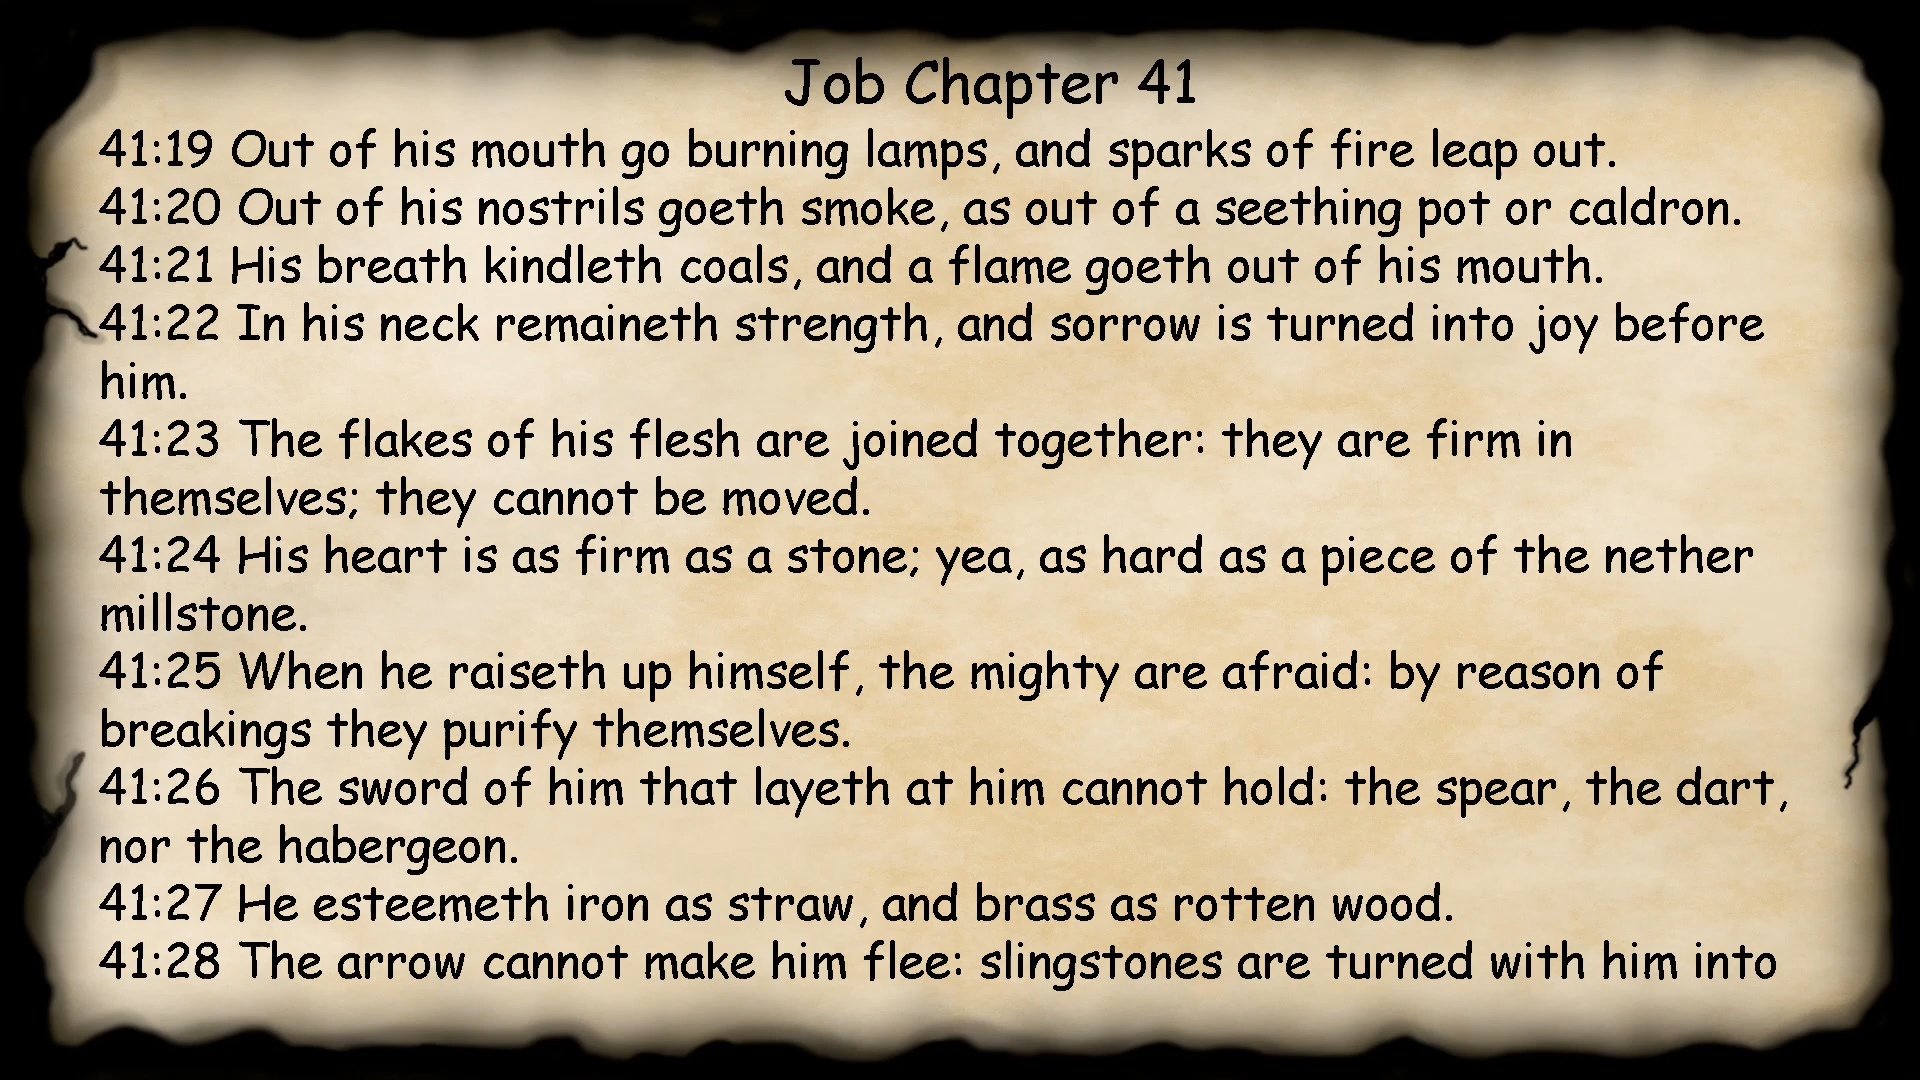 Job Chapter 41
41:19 Out of his mouth go burning lamps, and sparks of fire leap out.
41:20 Out of his nostrils goeth smoke, as out of a seething pot or caldron.
41:21 His breath kindleth coals, and a flame goeth out of his mouth.
41:22 In his neck remaineth strength, and sorrow is turned into joy before
him.
41:23 The flakes of his flesh are joined together: they are firm in
themselves; they cannot be moved.
41:24 His heart is as firm as a stone; yea, as hard as a piece of the nether
millstone.
41:25 When he raiseth up himself, the mighty are afraid: by reason of
breakings they purify themselves.
41:26 The sword of him that layeth at him cannot hold: the spear, the dart,
nor the habergeon.
41:27 He esteemeth iron as straw, and brass as rotten wood.
41:28 The arrow cannot make him flee: slingstones are turned with him into